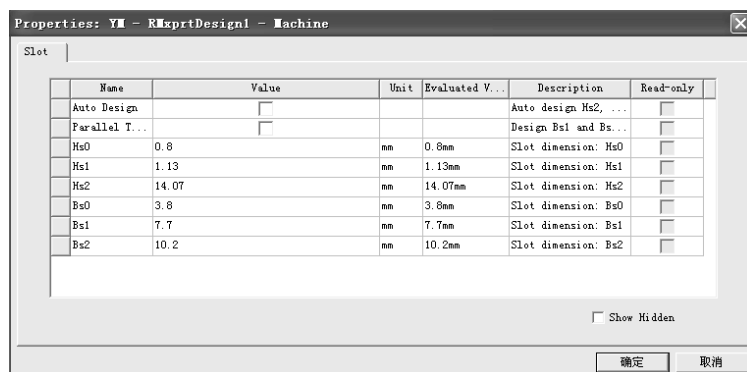 Properties: YM - RMxprtDesign1 - Machine
Slot
Name Value Unit Evaluated V... Description Read-only
Auto Design Auto design Hs2, ...
Parallel T... Design Bs1 and Bs...
Hs0 0.8 mm 0.8mm Slot dimension: Hs0
Hs1 1.13 mm 1.13mm Slot dimension: Hs1
Hs2 14.07 mm 14.07mm Slot dimension: Hs2
Bs0 3.8 mm 3.8mm Slot dimension: Bs0
Bs1 7.7 mm 7.7mm Slot dimension: Bs1
Bs2 10.2 mm 10.2mm Slot dimension: Bs2
Show Hidden
确定 取消